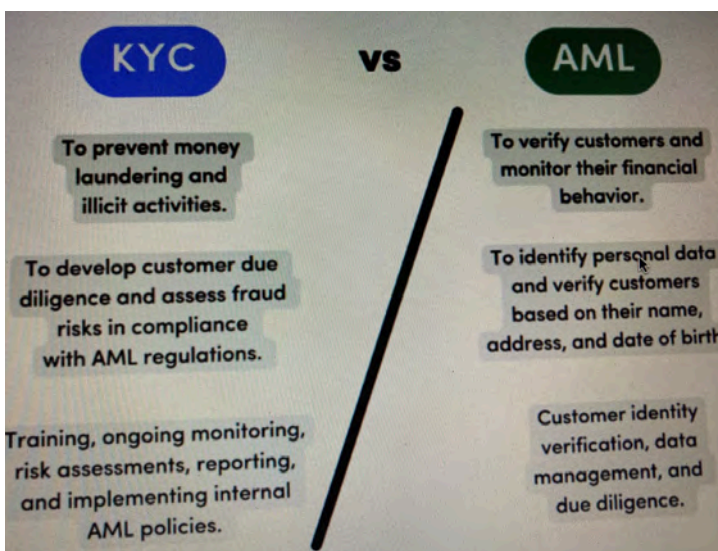 KYC
vs
AML
To prevent money
laundering and
illicit activities.
To develop customer due
diligence and assess fraud
risks in compliance
with AML regulations.
Training, ongoing monitoring,
risk assessments, reporting,
and implementing internal
AML policies.
To verify customers and
monitor their financial
behavior.
To identify personal data
and verify customers
based on their name,
address, and date of birth
Customer identity
verification, data
management, and
due diligence.